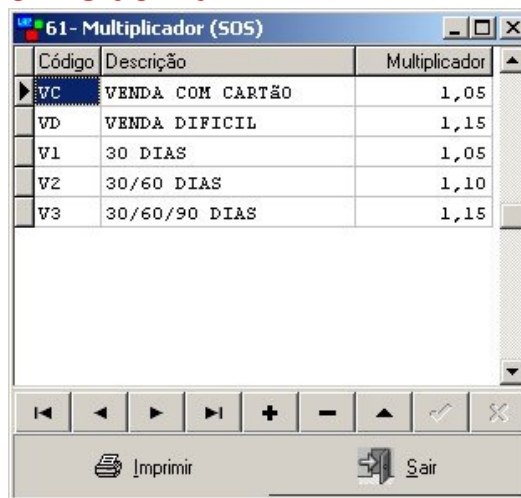 61- Multiplicador (SOS)
Código Descrição Multiplicador
VC VENDA COM CARTãO 1,05
VD VENDA DIFICIL 1,15
V1 30 DIAS 1,05
V2 30/60 DIAS 1,10
V3 30/60/90 DIAS 1,15
Imprimir Sair